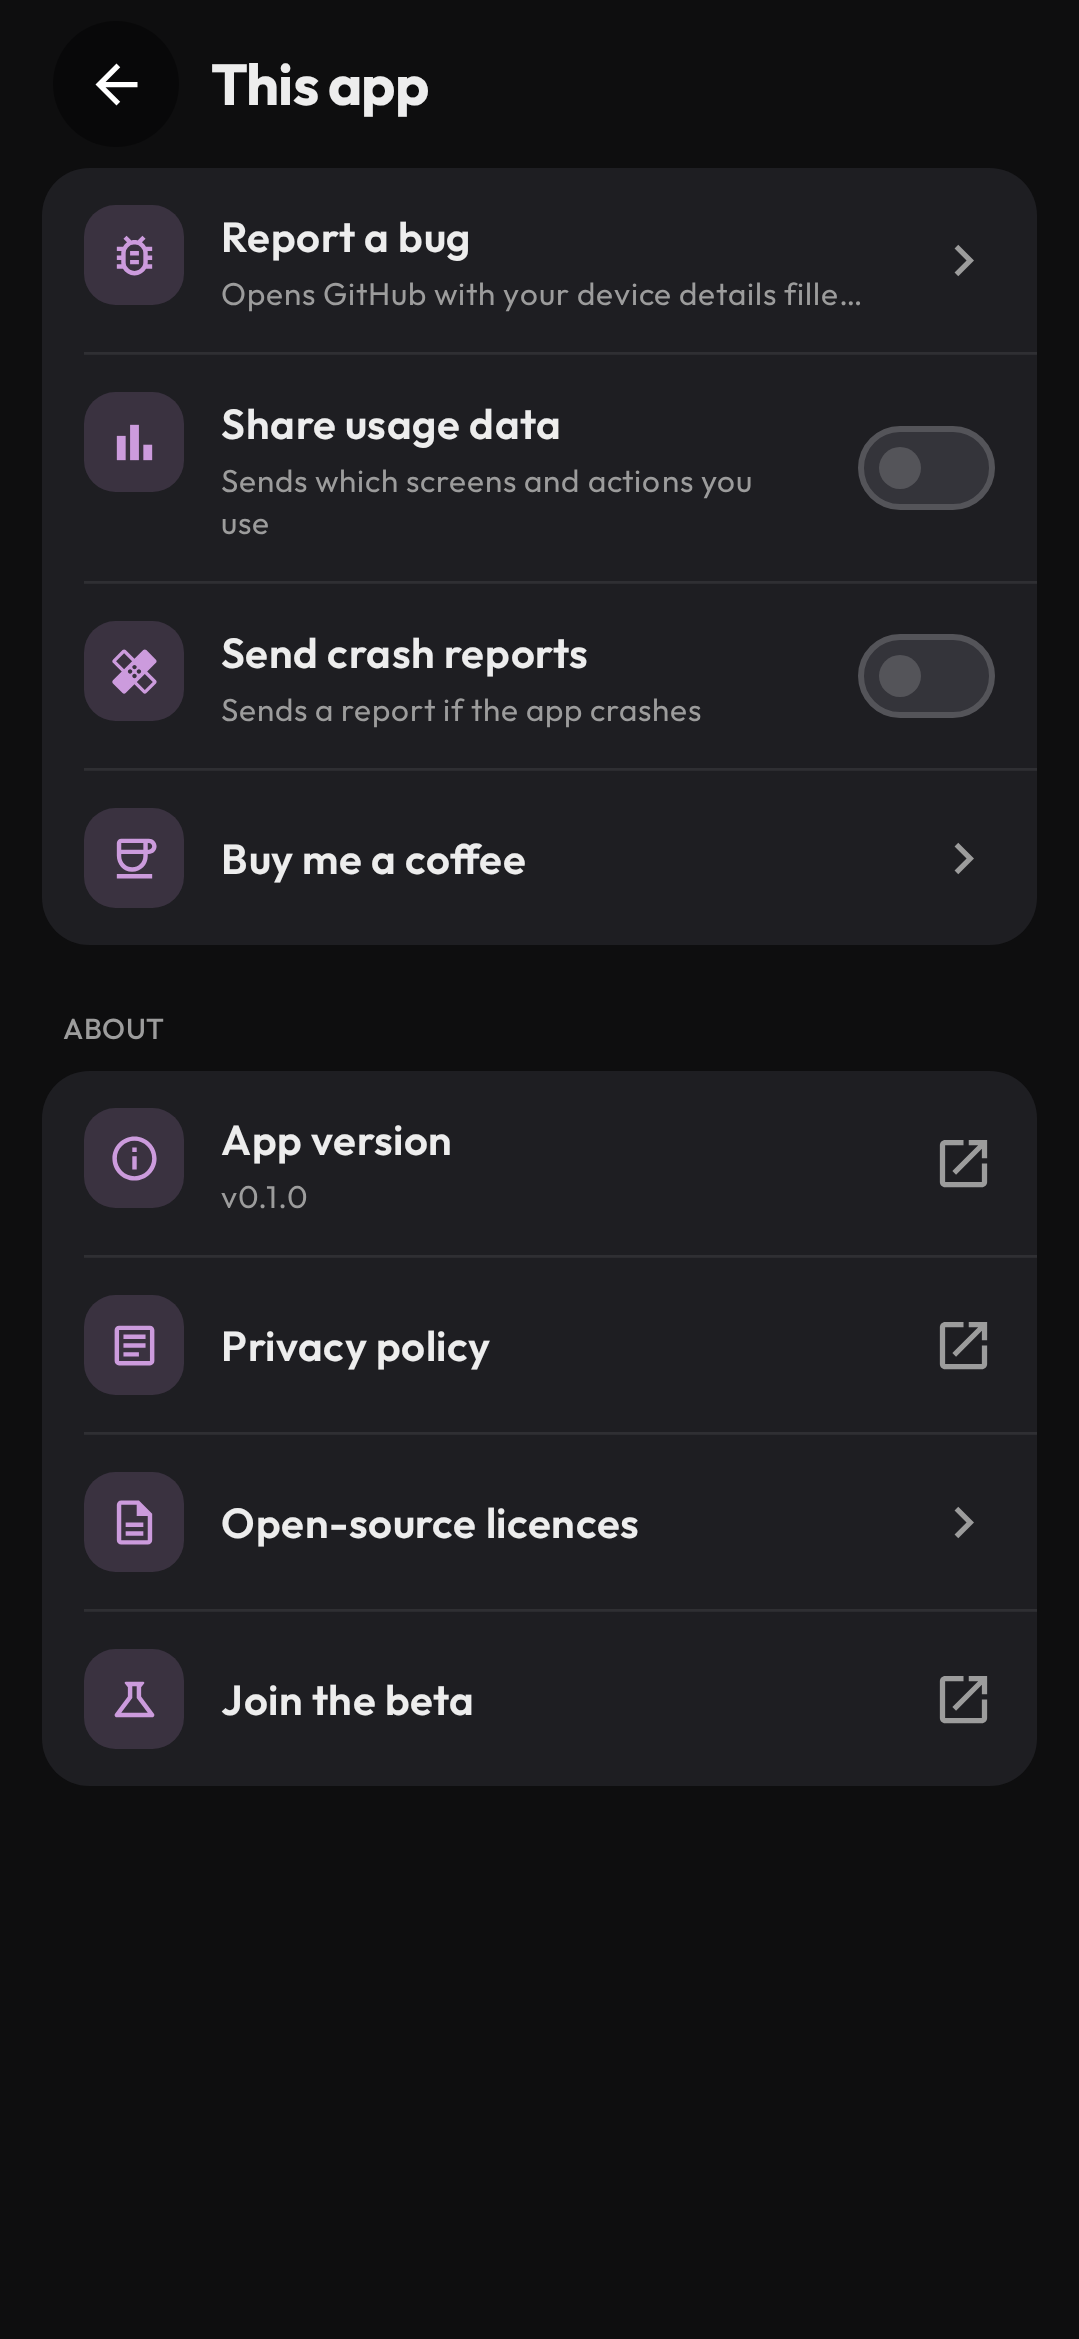 This app
Report a bug
Opens GitHub with your device details fille...
Share usage data
Sends which screens and actions you
use
Send crash reports
Sends a report if the app crashes
Buy me a coffee
ABOUT
App version
v0.1.0
Privacy policy
Open-source licences
Join the beta